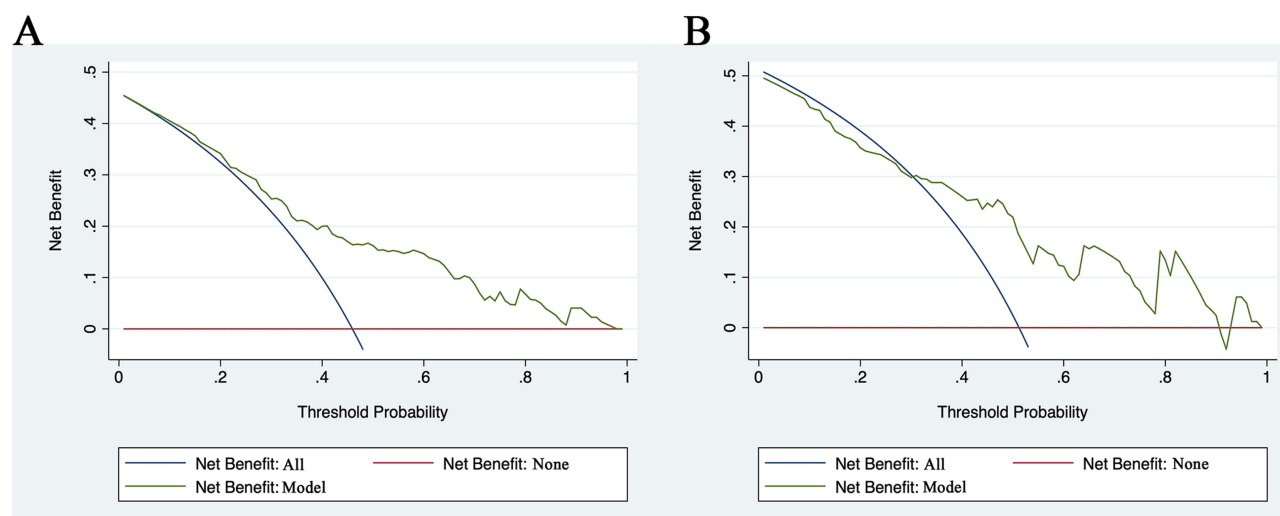 A
Net Benefit
.5
.4
.3
.2
.1
0
0 .2 .4 .6 .8 1
Threshold Probability
Net Benefit: All
Net Benefit: None
Net Benefit: Model
B
Net Benefit
.5
.4
.3
.2
.1
0
0 .2 .4 .6 .8 1
Threshold Probability
Net Benefit: All
Net Benefit: None
Net Benefit: Model